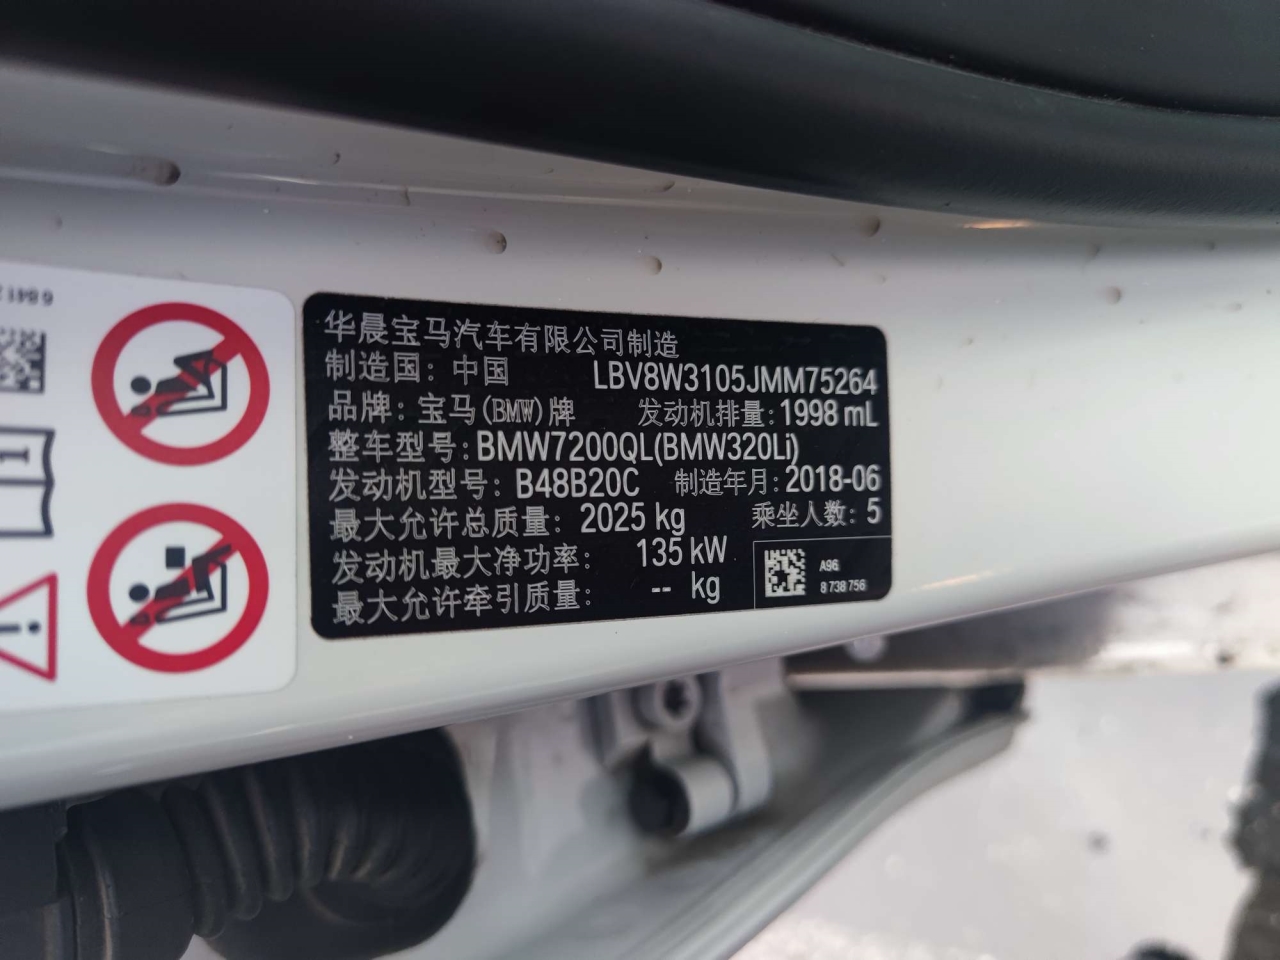 华晨宝马汽车有限公司制造
制造国：中国 LBV8W3105JMM75264
品牌：宝马(BMW)牌 发动机排量：1998 mL
整车型号：BMW7200QL(BMW320Li)
发动机型号：B48B20C 制造年月：2018-06
最大允许总质量：2025 kg 乘坐人数：5
发动机最大净功率：135 kW
最大允许牵引质量：-- kg
A96
8 738 756